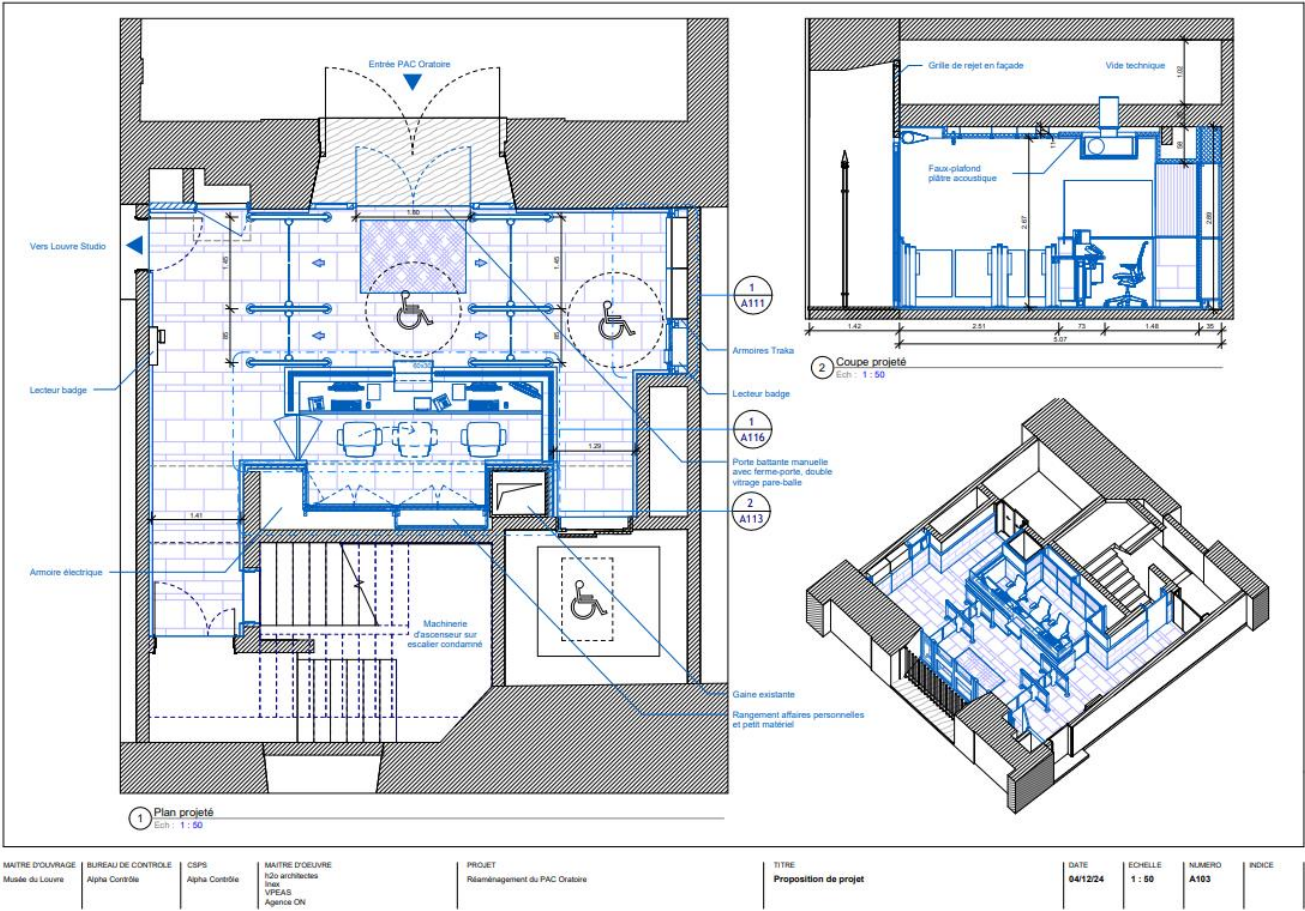 Entrée PAC Oratoire
1.80
Vers Louvre Studio
1.45
1.45
85
85
60x30
1
A111
Armoires Traka
Lecteur badge
Lecteur badge
1
A116
1.29
Porte battante manuelle
avec ferme-porte, double
vitrage pare-balle
2
A113
1.41
Armoire électrique
Machinerie
d'ascenseur sur
escalier condamné
Gaine existante
Rangement affaires personnelles
et petit matériel
1 Plan projeté
Ech : 1 : 50
Grille de rejet en façade
Vide technique
1.02
58
11
Faux-plafond
plâtre acoustique
2.67
2.89
1.42
2.51
73
1.48
35
5.07
2 Coupe projeté
Ech : 1 : 50
MAITRE D'OUVRAGE
Musée du Louvre
BUREAU DE CONTROLE
Alpha Contrôle
CSPS
Alpha Contrôle
MAITRE D'OEUVRE
h2o architectes
Inex
VPEAS
Agence ON
PROJET
Réaménagement du PAC Oratoire
TITRE
Proposition de projet
DATE
04/12/24
ECHELLE
1 : 50
NUMERO
A103
INDICE